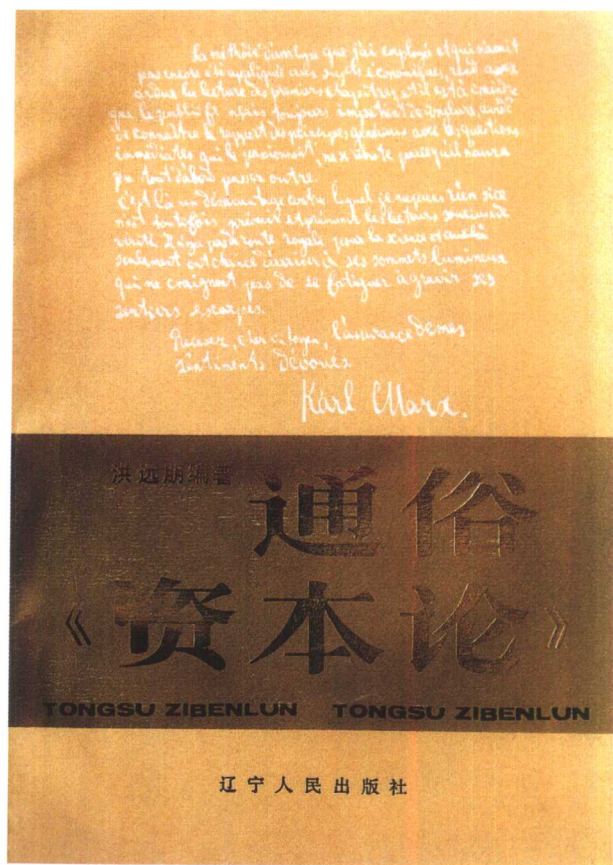 La méthode d'analyse que j'ai employée et qui n'avait
pas encore été appliquée aux sujets économiques, rend assez
ardue la lecture des premiers chapitres, et il est à craindre
que le public français toujours impatient de conclure, avide
de connaître le rapport des principes généraux avec les questions
immédiates qui le passionnent, ne se rebute parce qu'il n'aura
pu tout d'abord passer outre.
C'est là un désavantage contre lequel je ne puis rien si ce
n'est toutefois prévenir et prémunir les lecteurs soucieux de
vérité. Il n'y a pas de route royale pour la science et ceux-là
seulement ont chance d'arriver à ses sommets lumineux
qui ne craignent pas de se fatiguer à gravir ses
sentiers escarpés.
Recevez, cher citoyen, l'assurance de mes
sentiments dévoués
Karl Marx.
洪远朋编著
通俗
《资本论》
TONGSU ZIBENLUN TONGSU ZIBENLUN
辽宁人民出版社